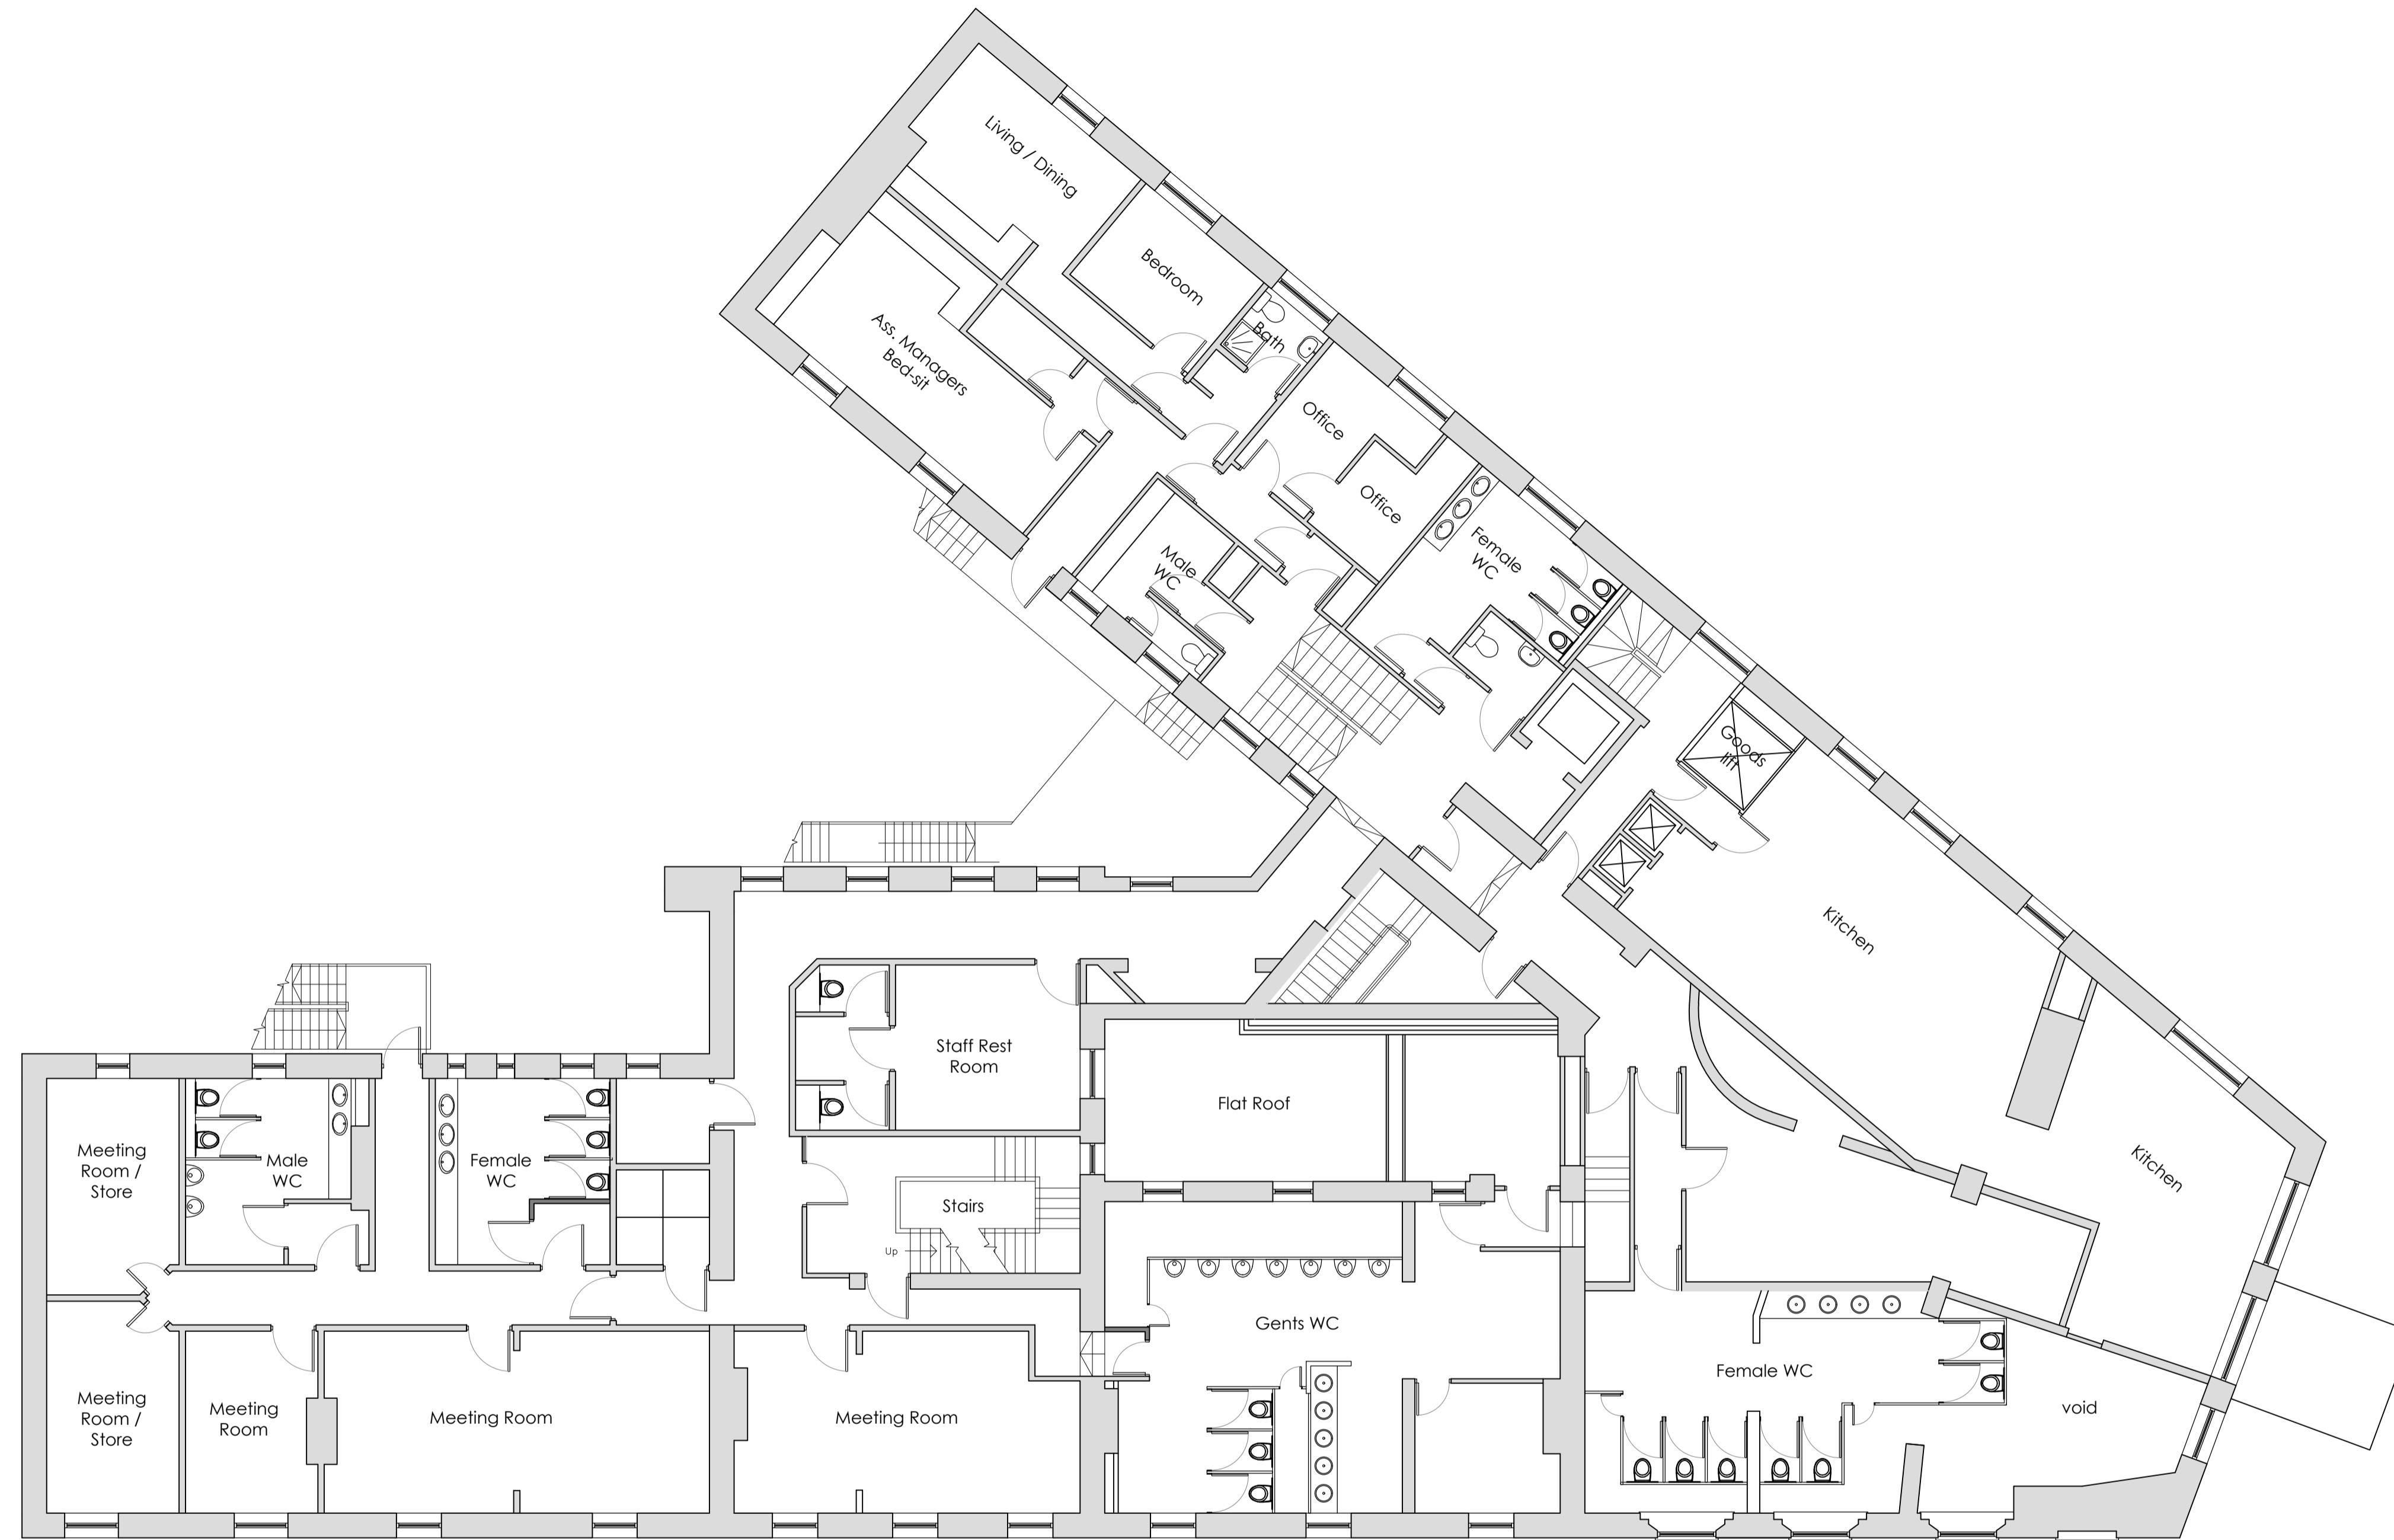 Living / Dining
Bedroom
Bath
Ass. Managers
Bed-sit
Office
Office
Male
WC
Female
WC
Goods
lift
Kitchen
Kitchen
Staff Rest
Room
Flat Roof
Meeting
Room /
Store
Male
WC
Female
WC
Stairs
Up
Gents WC
Female WC
void
Meeting
Room /
Store
Meeting
Room
Meeting Room
Meeting Room